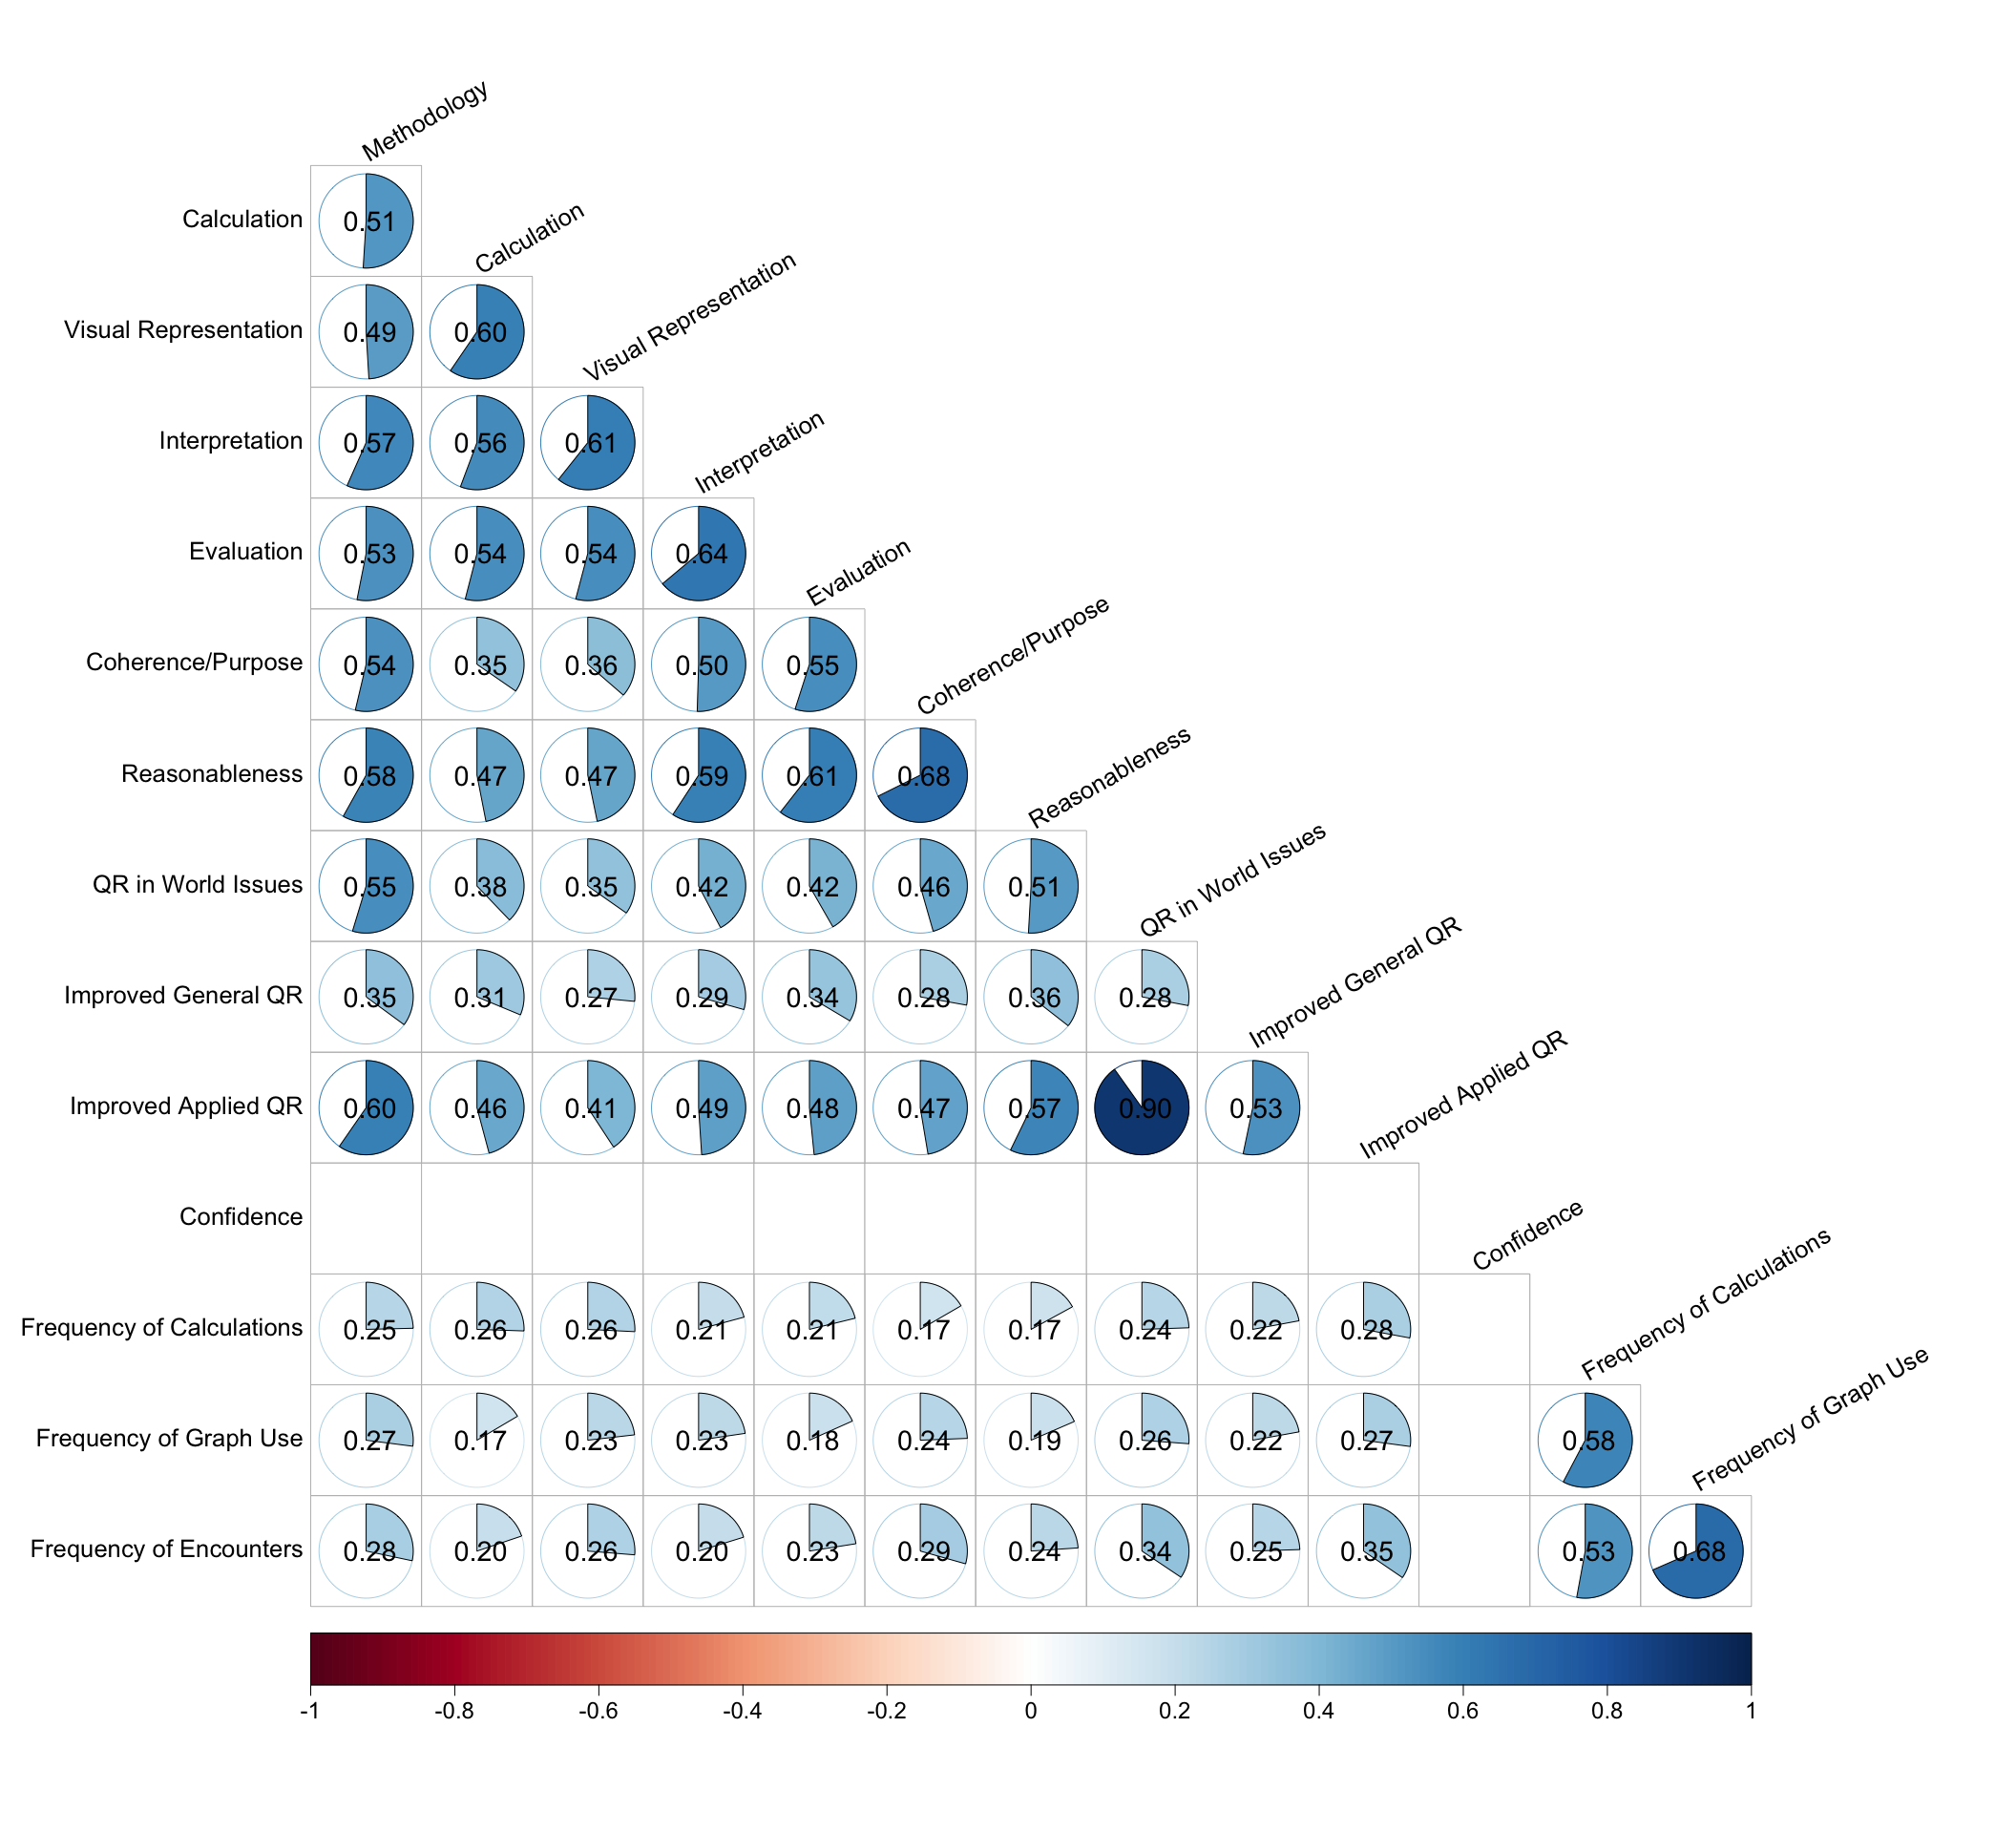 Methodology
Calculation 0.51
Calculation
Visual Representation 0.49 0.60
Visual Representation
Interpretation 0.57 0.56 0.61
Interpretation
Evaluation 0.53 0.54 0.54 0.64
Evaluation
Coherence/Purpose 0.54 0.35 0.36 0.50 0.55
Coherence/Purpose
Reasonableness 0.58 0.47 0.47 0.59 0.61 0.68
Reasonableness
QR in World Issues 0.55 0.38 0.35 0.42 0.42 0.46 0.51
QR in World Issues
Improved General QR 0.35 0.31 0.27 0.29 0.34 0.28 0.36 0.28
Improved General QR
Improved Applied QR 0.60 0.46 0.41 0.49 0.48 0.47 0.57 0.90 0.53
Improved Applied QR
Confidence
Confidence
Frequency of Calculations 0.25 0.26 0.26 0.21 0.21 0.17 0.17 0.24 0.22 0.28
Frequency of Calculations
Frequency of Graph Use 0.27 0.17 0.23 0.23 0.18 0.24 0.19 0.26 0.22 0.27 0.58
Frequency of Graph Use
Frequency of Encounters 0.28 0.20 0.26 0.20 0.23 0.29 0.24 0.34 0.25 0.35 0.53 0.68
-1 -0.8 -0.6 -0.4 -0.2 0 0.2 0.4 0.6 0.8 1